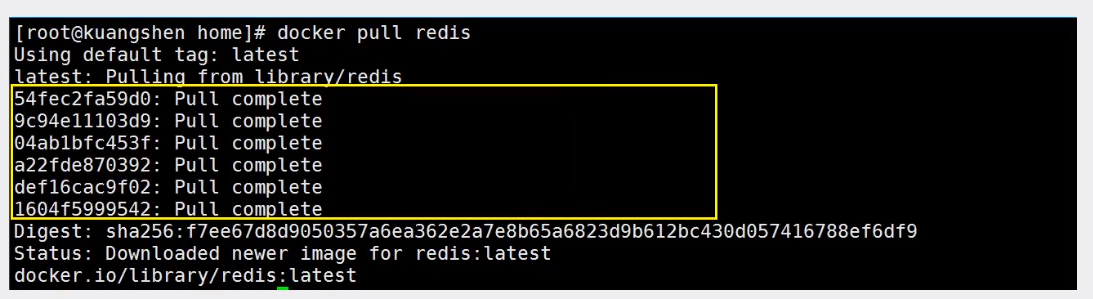 [root@kuangshen home]# docker pull redis
Using default tag: latest
latest: Pulling from library/redis
54fec2fa59d0: Pull complete
9c94e11103d9: Pull complete
04ab1bfc453f: Pull complete
a22fde870392: Pull complete
def16cac9f02: Pull complete
1604f5999542: Pull complete
Digest: sha256:f7ee67d8d9050357a6ea362e2a7e8b65a6823d9b612bc430d057416788ef6df9
Status: Downloaded newer image for redis:latest
docker.io/library/redis:latest